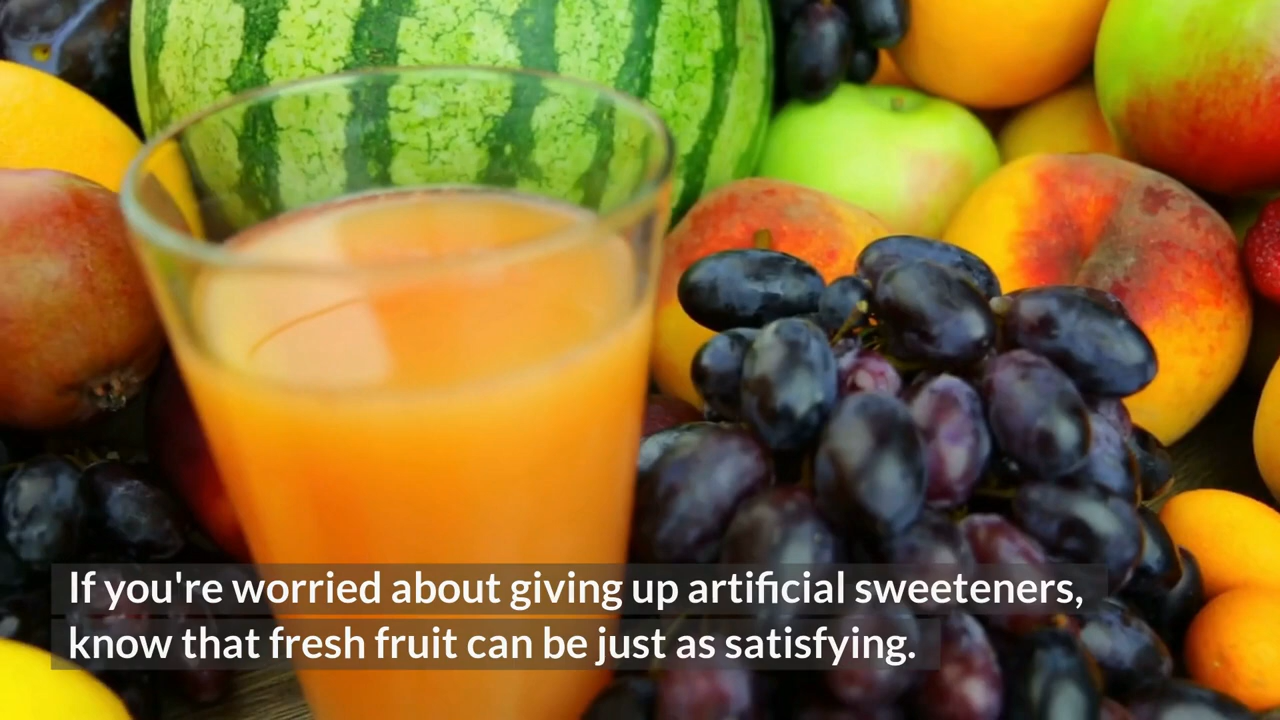 If you're worried about giving up artificial sweeteners,
know that fresh fruit can be just as satisfying.